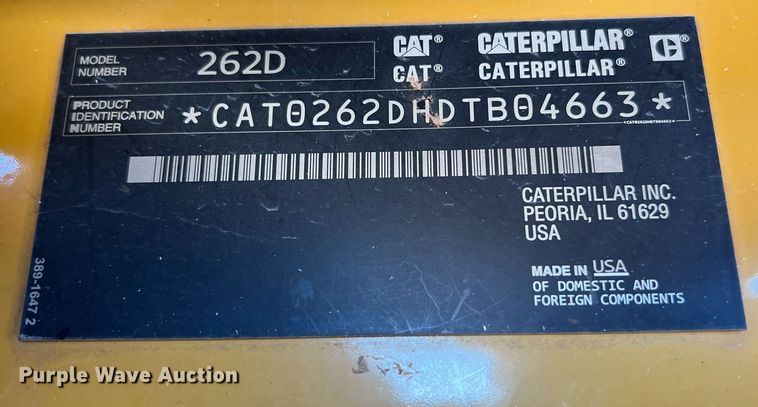 MODEL NUMBER 262D
CAT® CATERPILLAR® C®
CAT® CATERPILLAR®
PRODUCT IDENTIFICATION NUMBER *CAT0262DHDTB04663*
*CAT0262DHDTB04663*
CATERPILLAR INC.
PEORIA, IL 61629
USA
MADE IN USA
OF DOMESTIC AND
FOREIGN COMPONENTS
389-1647 2
Purple Wave Auction